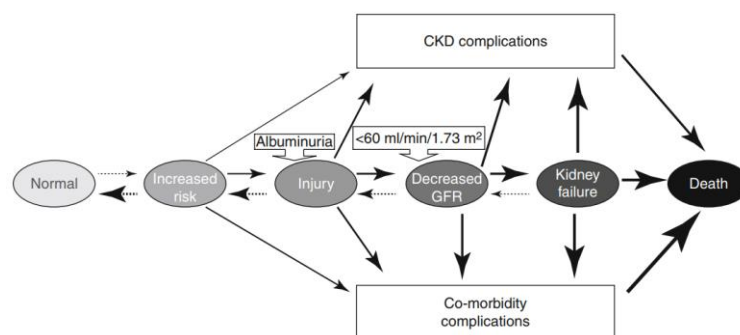 CKD complications
Albuminuria
<60 ml/min/1.73 m²
Normal
Increased
risk
Injury
Decreased
GFR
Kidney
failure
Death
Co-morbidity
complications